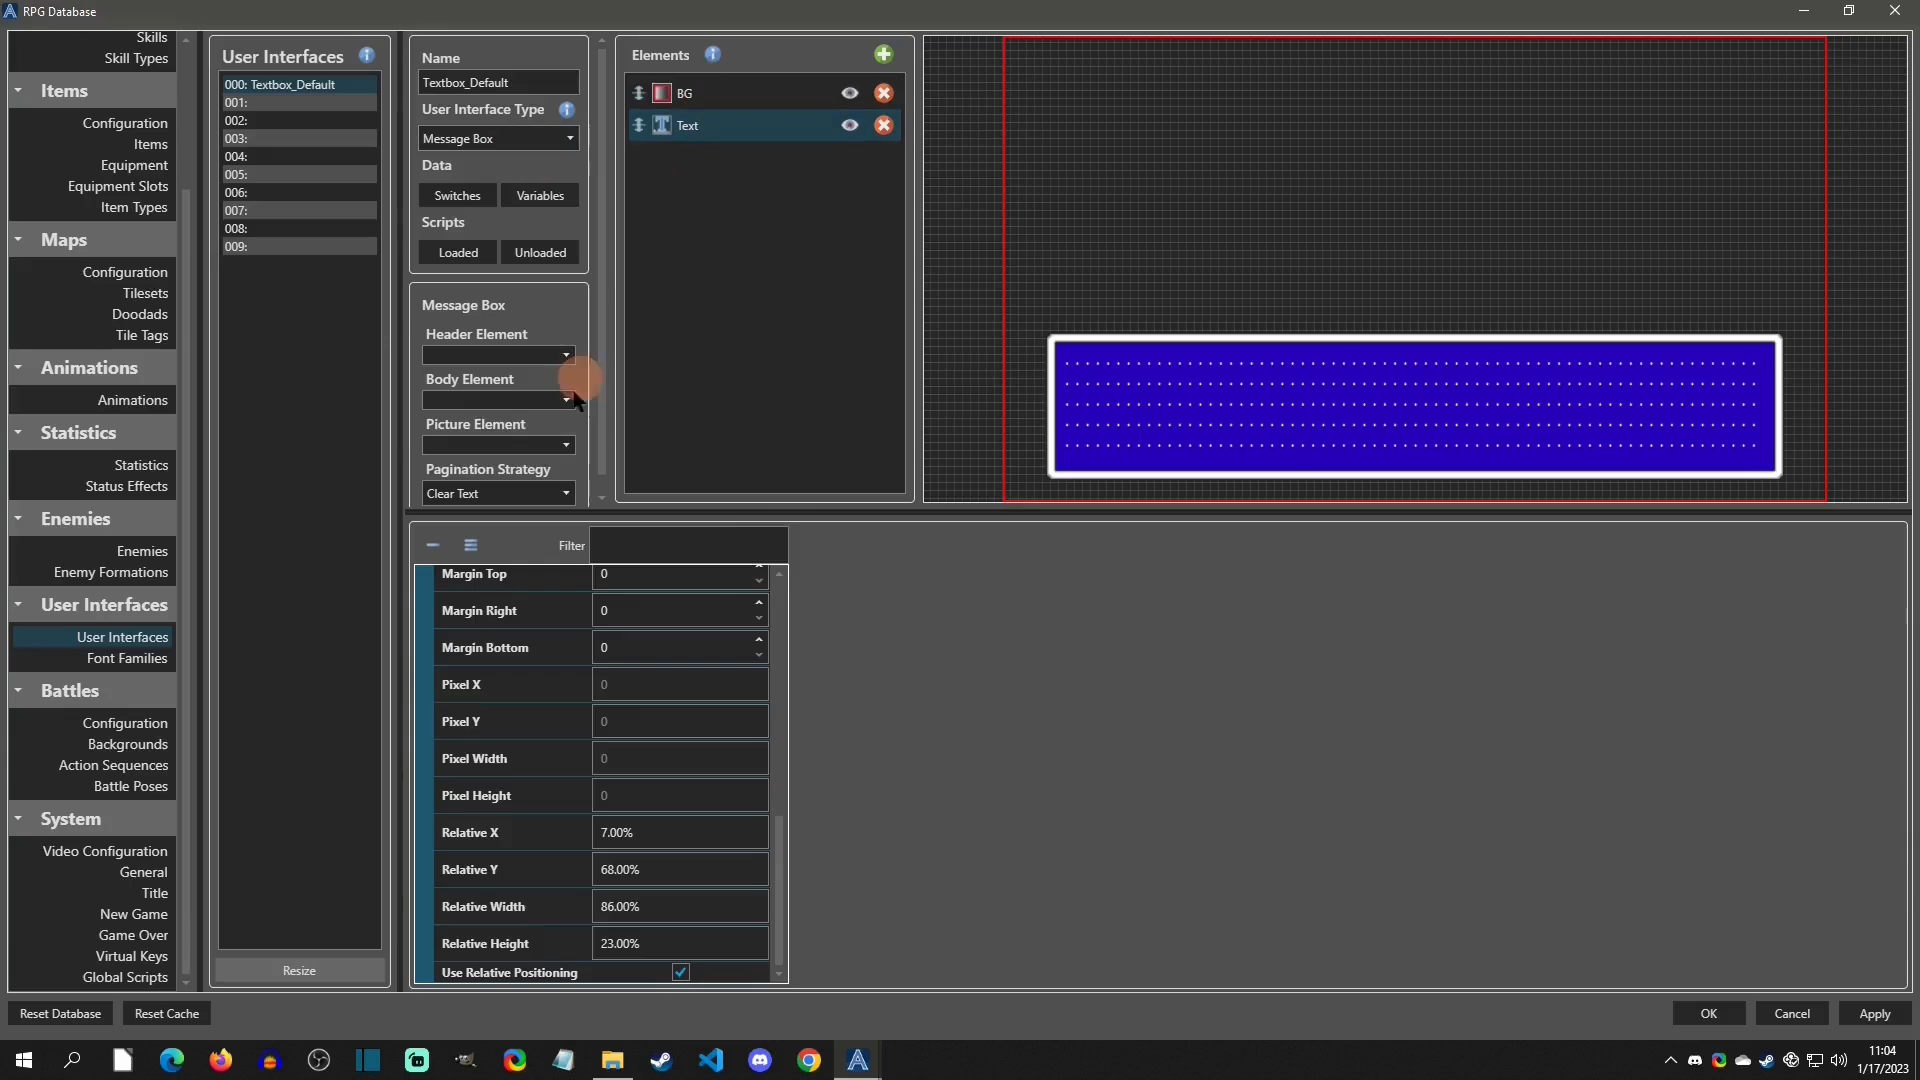 RPG Database
Skills
Skill Types
Items
Configuration
Items
Equipment
Equipment Slots
Item Types
Maps
Configuration
Tilesets
Doodads
Tile Tags
Animations
Animations
Statistics
Statistics
Status Effects
Enemies
Enemies
Enemy Formations
User Interfaces
User Interfaces
Font Families
Battles
Configuration
Backgrounds
Action Sequences
Battle Poses
System
Video Configuration
General
Title
New Game
Game Over
Virtual Keys
Global Scripts
User Interfaces
000: Textbox_Default
001:
002:
003:
004:
005:
006:
007:
008:
009:
Resize
Name
Textbox_Default
User Interface Type
Message Box
Data
Switches Variables
Scripts
Loaded Unloaded
Message Box
Header Element
Body Element
Picture Element
Pagination Strategy
Clear Text
Elements
BG
Text
Filter
Margin Top 0
Margin Right 0
Margin Bottom 0
Pixel X 0
Pixel Y 0
Pixel Width 0
Pixel Height 0
Relative X 7.00%
Relative Y 68.00%
Relative Width 86.00%
Relative Height 23.00%
Use Relative Positioning
Reset Database Reset Cache
OK Cancel Apply
11:04
1/17/2023